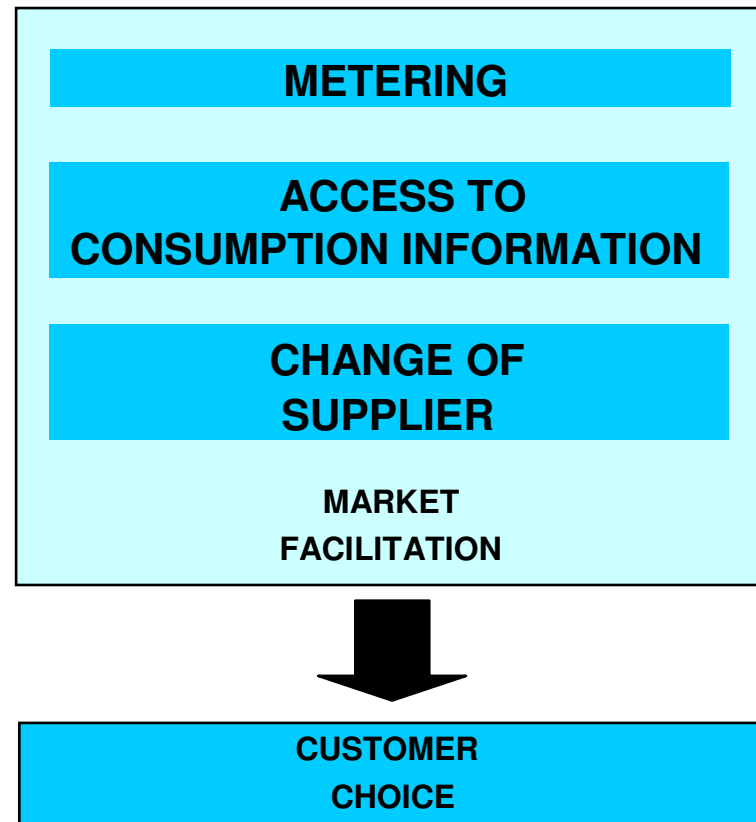 METERING
ACCESS TO
CONSUMPTION INFORMATION
CHANGE OF
SUPPLIER
MARKET
FACILITATION
CUSTOMER
CHOICE